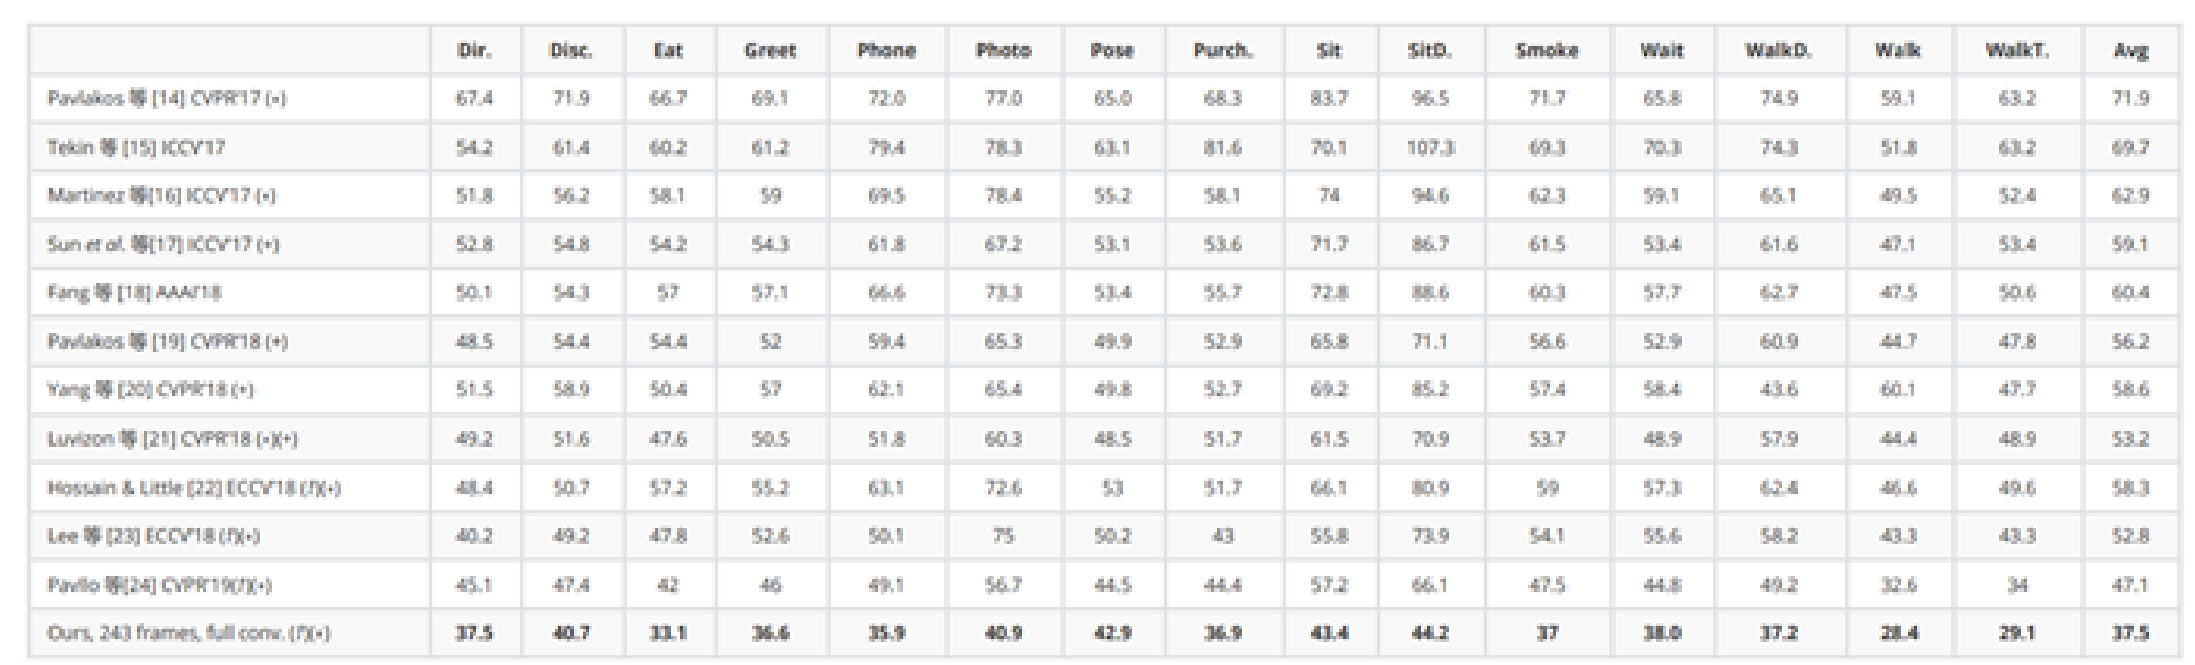 Dir. Disc. Eat Greet Phone Photo Pose Purch. Sit SitD. Smoke Wait WalkD. Walk WalkT. Avg
Pavlakos 等 [14] CVPR'17 (*) 67.4 71.9 66.7 69.1 72.0 77.0 65.0 68.3 83.7 96.5 71.7 65.8 74.9 59.1 63.2 71.9
Tekin 等 [15] ICCV'17 54.2 61.4 60.2 61.2 79.4 78.3 63.1 81.6 70.1 107.3 69.3 70.3 74.3 51.8 63.2 69.7
Martinez 等[16] ICCV'17 (*) 51.8 56.2 58.1 59 69.5 78.4 55.2 58.1 74 94.6 62.3 59.1 65.1 49.5 52.4 62.9
Sun et al. 等[17] ICCV'17 (+) 52.8 54.8 54.2 54.3 61.8 67.2 53.1 53.6 71.7 86.7 61.5 53.4 61.6 47.1 53.4 59.1
Fang 等 [18] AAAI'18 50.1 54.3 57 57.1 66.6 73.3 53.4 55.7 72.8 88.6 60.3 57.7 62.7 47.5 50.6 60.4
Pavlakos 等 [19] CVPR'18 (+) 48.5 54.4 54.4 52 59.4 65.3 49.9 52.9 65.8 71.1 56.6 52.9 60.9 44.7 47.8 56.2
Yang 等 [20] CVPR'18 (+) 51.5 58.9 50.4 57 62.1 65.4 49.8 52.7 69.2 85.2 57.4 58.4 43.6 60.1 47.7 58.6
Luvizon 等 [21] CVPR'18 (*)(+) 49.2 51.6 47.6 50.5 51.8 60.3 48.5 51.7 61.5 70.9 53.7 48.9 57.9 44.4 48.9 53.2
Hossain & Little [22] ECCV'18 (†)(*) 48.4 50.7 57.2 55.2 63.1 72.6 53 51.7 66.1 80.9 59 57.3 62.4 46.6 49.6 58.3
Lee 等 [23] ECCV'18 (†)(*) 40.2 49.2 47.8 52.6 50.1 75 50.2 43 55.8 73.9 54.1 55.6 58.2 43.3 43.3 52.8
Pavllo 等[24] CVPR'19(†)(*) 45.1 47.4 42 46 49.1 56.7 44.5 44.4 57.2 66.1 47.5 44.8 49.2 32.6 34 47.1
Ours, 243 frames, full conv. (†)(*) 37.5 40.7 33.1 36.6 35.9 40.9 42.9 36.9 43.4 44.2 37 38.0 37.2 28.4 29.1 37.5